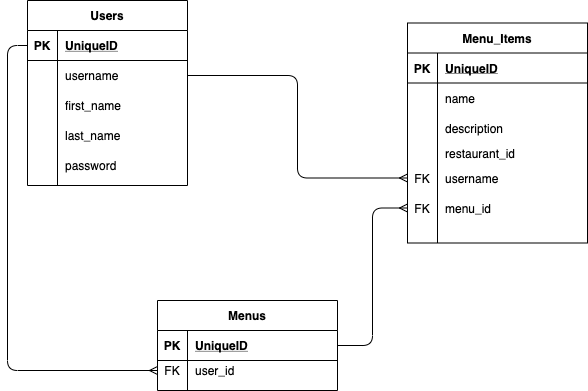 Users
PK UniqueID
username
first_name
last_name
password
Menu_Items
PK UniqueID
name
description
restaurant_id
FK username
FK menu_id
Menus
PK UniqueID
FK user_id